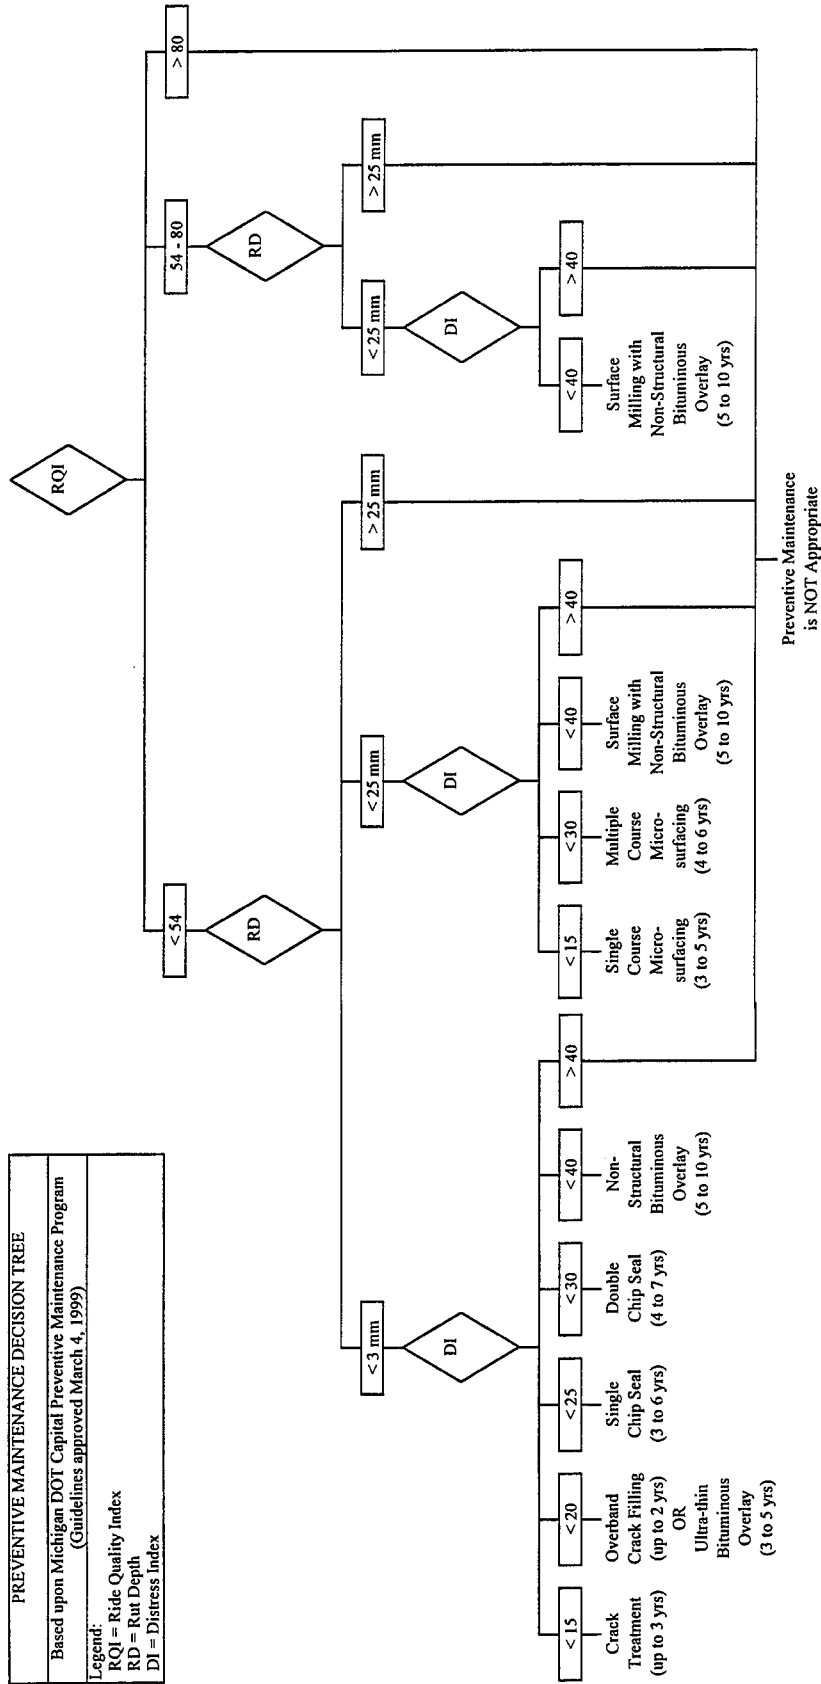 PREVENTIVE MAINTENANCE DECISION TREE
Based upon Michigan DOT Capital Preventive Maintenance Program
(Guidelines approved March 4, 1999)
Legend:
RQI = Ride Quality Index
RD = Rut Depth
DI = Distress Index
RQI
< 54
54 - 80
> 80
RD
RD
< 3 mm
< 25 mm
> 25 mm
< 25 mm
> 25 mm
DI
DI
DI
< 15
< 20
< 25
< 30
< 40
> 40
< 15
< 30
< 40
> 40
< 40
> 40
Crack
Treatment
(up to 3 yrs)
Overband
Crack Filling
(up to 2 yrs)
OR
Ultra-thin
Bituminous
Overlay
(3 to 5 yrs)
Single
Chip Seal
(3 to 6 yrs)
Double
Chip Seal
(4 to 7 yrs)
Non-
Structural
Bituminous
Overlay
(5 to 10 yrs)
Single
Course
Micro-
surfacing
(3 to 5 yrs)
Multiple
Course
Micro-
surfacing
(4 to 6 yrs)
Surface
Milling with
Non-Structural
Bituminous
Overlay
(5 to 10 yrs)
Surface
Milling with
Non-Structural
Bituminous
Overlay
(5 to 10 yrs)
Preventive Maintenance
is NOT Appropriate